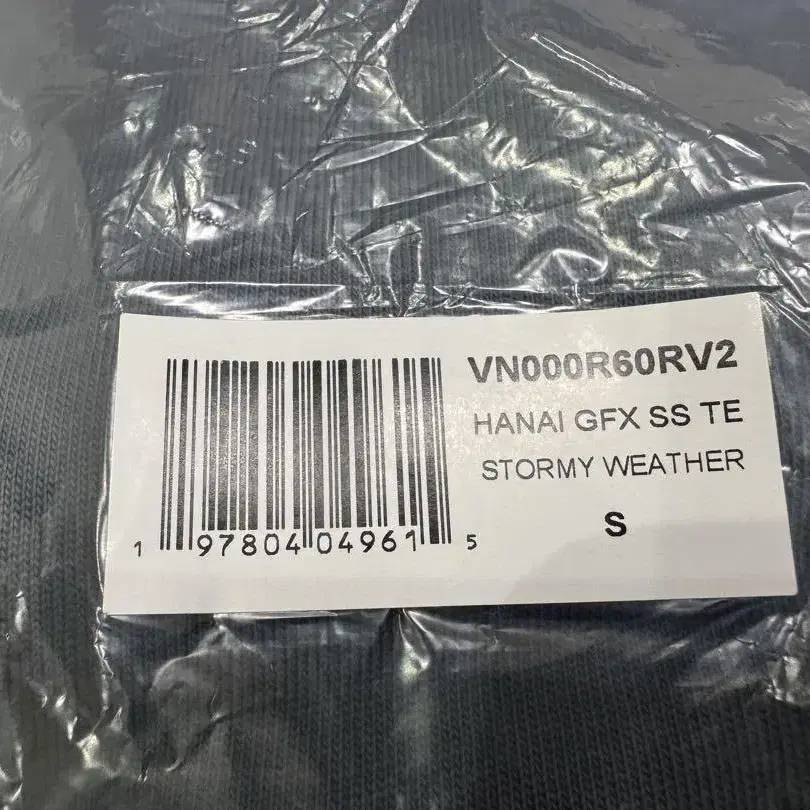 VN000R60RV2
HANAI GFX SS TE
STORMY WEATHER
S
1 97804 04961 5